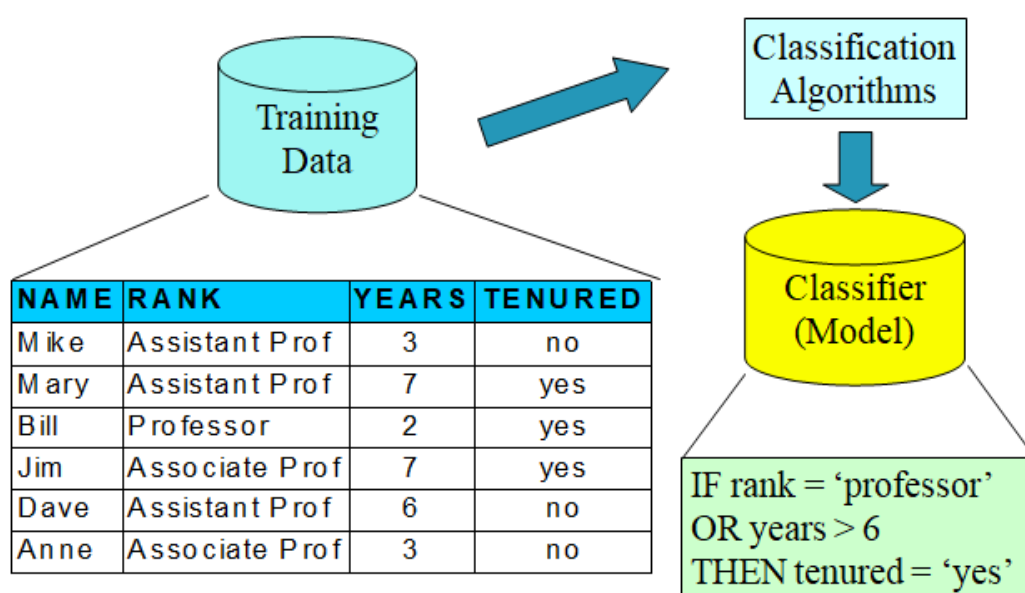 Training
Data
Classification
Algorithms
Classifier
(Model)
NAME RANK YEARS TENURED
Mike Assistant Prof 3 no
Mary Assistant Prof 7 yes
Bill Professor 2 yes
Jim Associate Prof 7 yes
Dave Assistant Prof 6 no
Anne Associate Prof 3 no
IF rank = ‘professor’
OR years > 6
THEN tenured = ‘yes’